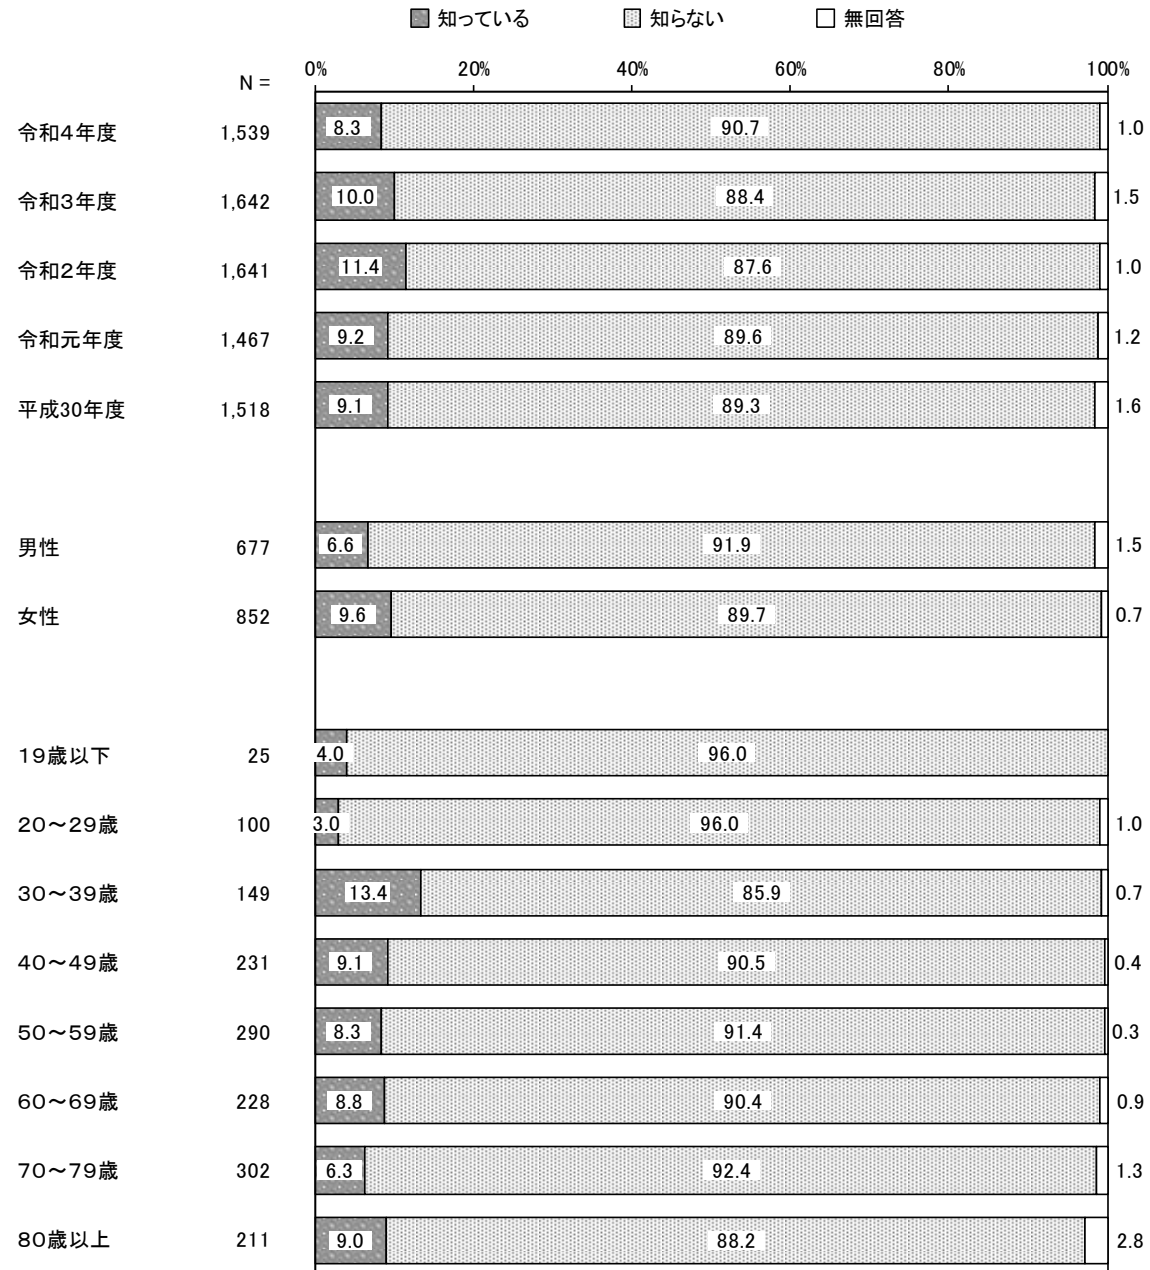 知っている 知らない 無回答
N = 0% 20% 40% 60% 80% 100%
令和４年度 1,539 8.3 90.7 1.0
令和３年度 1,642 10.0 88.4 1.5
令和２年度 1,641 11.4 87.6 1.0
令和元年度 1,467 9.2 89.6 1.2
平成30年度 1,518 9.1 89.3 1.6
男性 677 6.6 91.9 1.5
女性 852 9.6 89.7 0.7
１９歳以下 25 4.0 96.0
２０～２９歳 100 3.0 96.0 1.0
３０～３９歳 149 13.4 85.9 0.7
４０～４９歳 231 9.1 90.5 0.4
５０～５９歳 290 8.3 91.4 0.3
６０～６９歳 228 8.8 90.4 0.9
７０～７９歳 302 6.3 92.4 1.3
８０歳以上 211 9.0 88.2 2.8